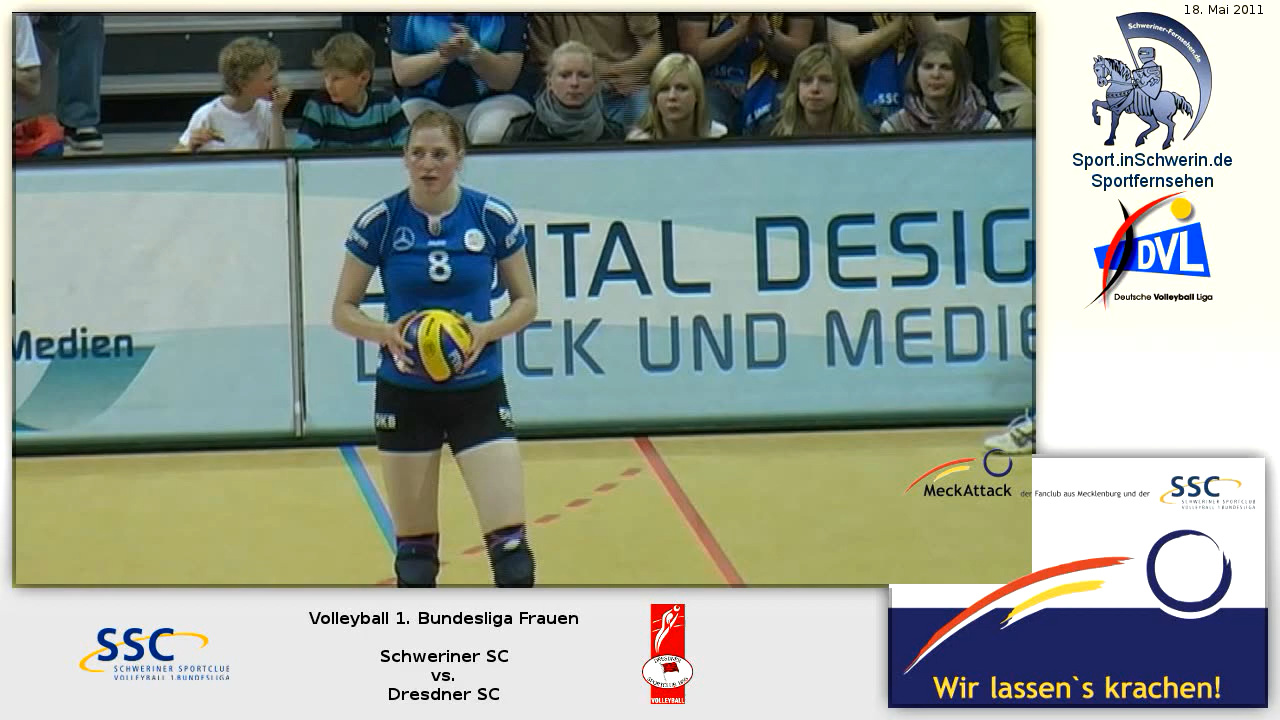 18. Mai 2011
Schweriner-Fernsehen.de
Sport.inSchwerin.de
Sportfernsehen
DVL
Deutsche Volleyball Liga
SSC
8
ITAL DESIG
CK UND MEDIE
Medien
MeckAttack der Fanclub aus Mecklenburg und der
SSC
SCHWERINER SPORTCLUB
VOLLEYBALL 1.BUNDESLIGA
Wir lassen`s krachen!
SSC
SCHWERINER SPORTCLUB
VOLLEYBALL 1.BUNDESLIGA
Volleyball 1. Bundesliga Frauen
Schweriner SC
vs.
Dresdner SC
DRESDNER
VOLLEYBALL